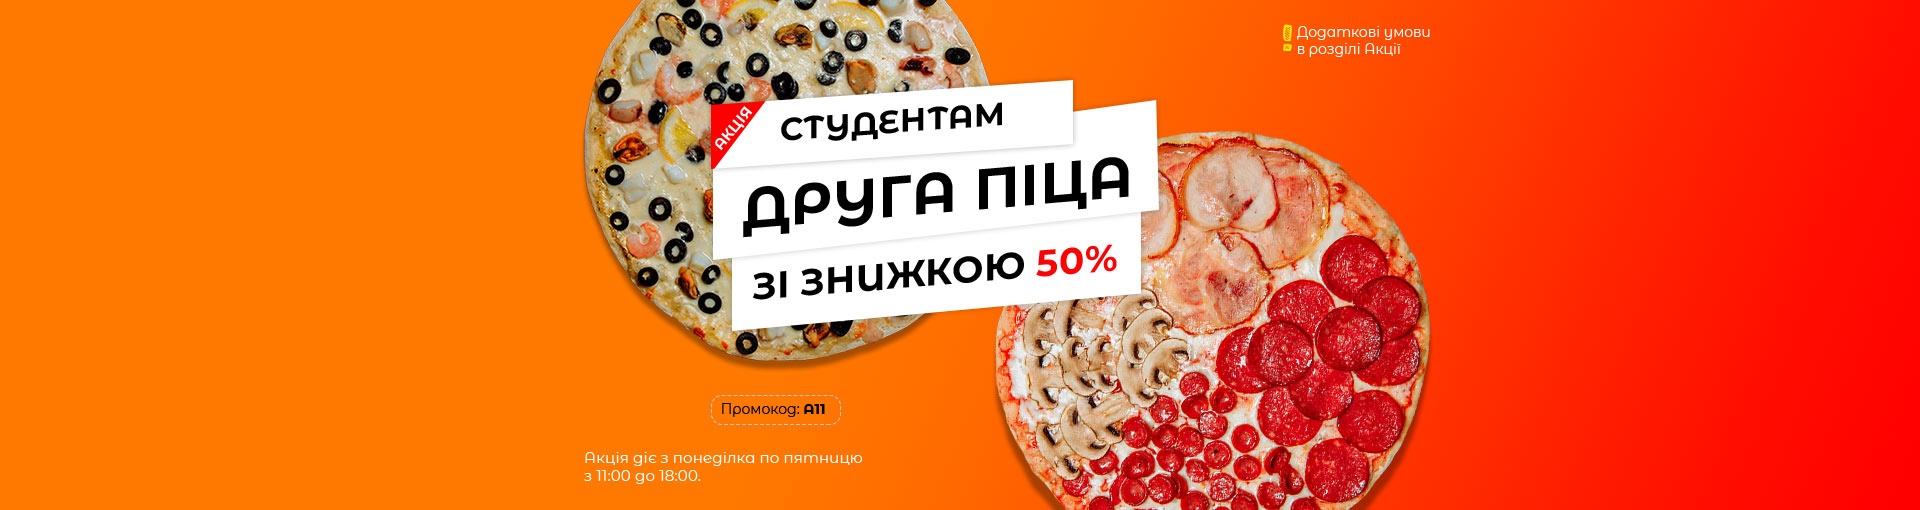 Додаткові умови
в розділі Акції
АКЦІЯ
СТУДЕНТАМ
ДРУГА ПІЦА
ЗІ ЗНИЖКОЮ 50%
Промокод: А11
Акція діє з понеділка по пятницю
з 11:00 до 18:00.